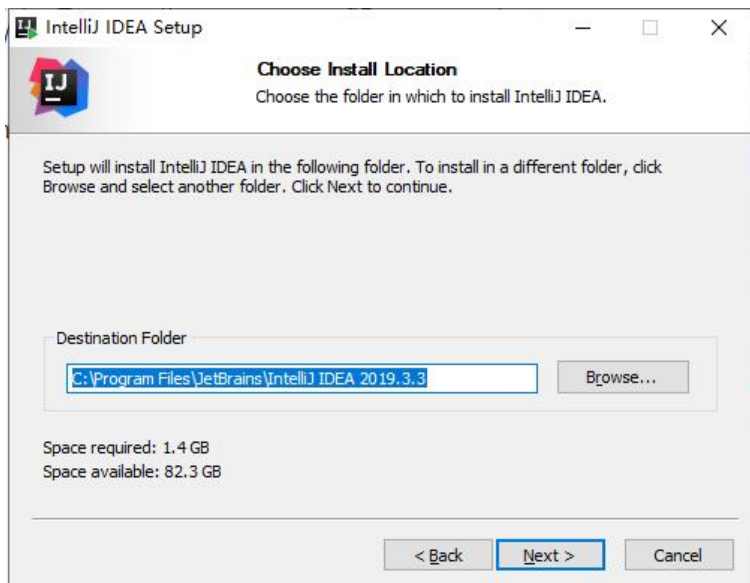 IntelliJ IDEA Setup
IJ
Choose Install Location
Choose the folder in which to install IntelliJ IDEA.
Setup will install IntelliJ IDEA in the following folder. To install in a different folder, click
Browse and select another folder. Click Next to continue.
Destination Folder
C:\Program Files\JetBrains\IntelliJ IDEA 2019.3.3
Browse...
Space required: 1.4 GB
Space available: 82.3 GB
< Back
Next >
Cancel